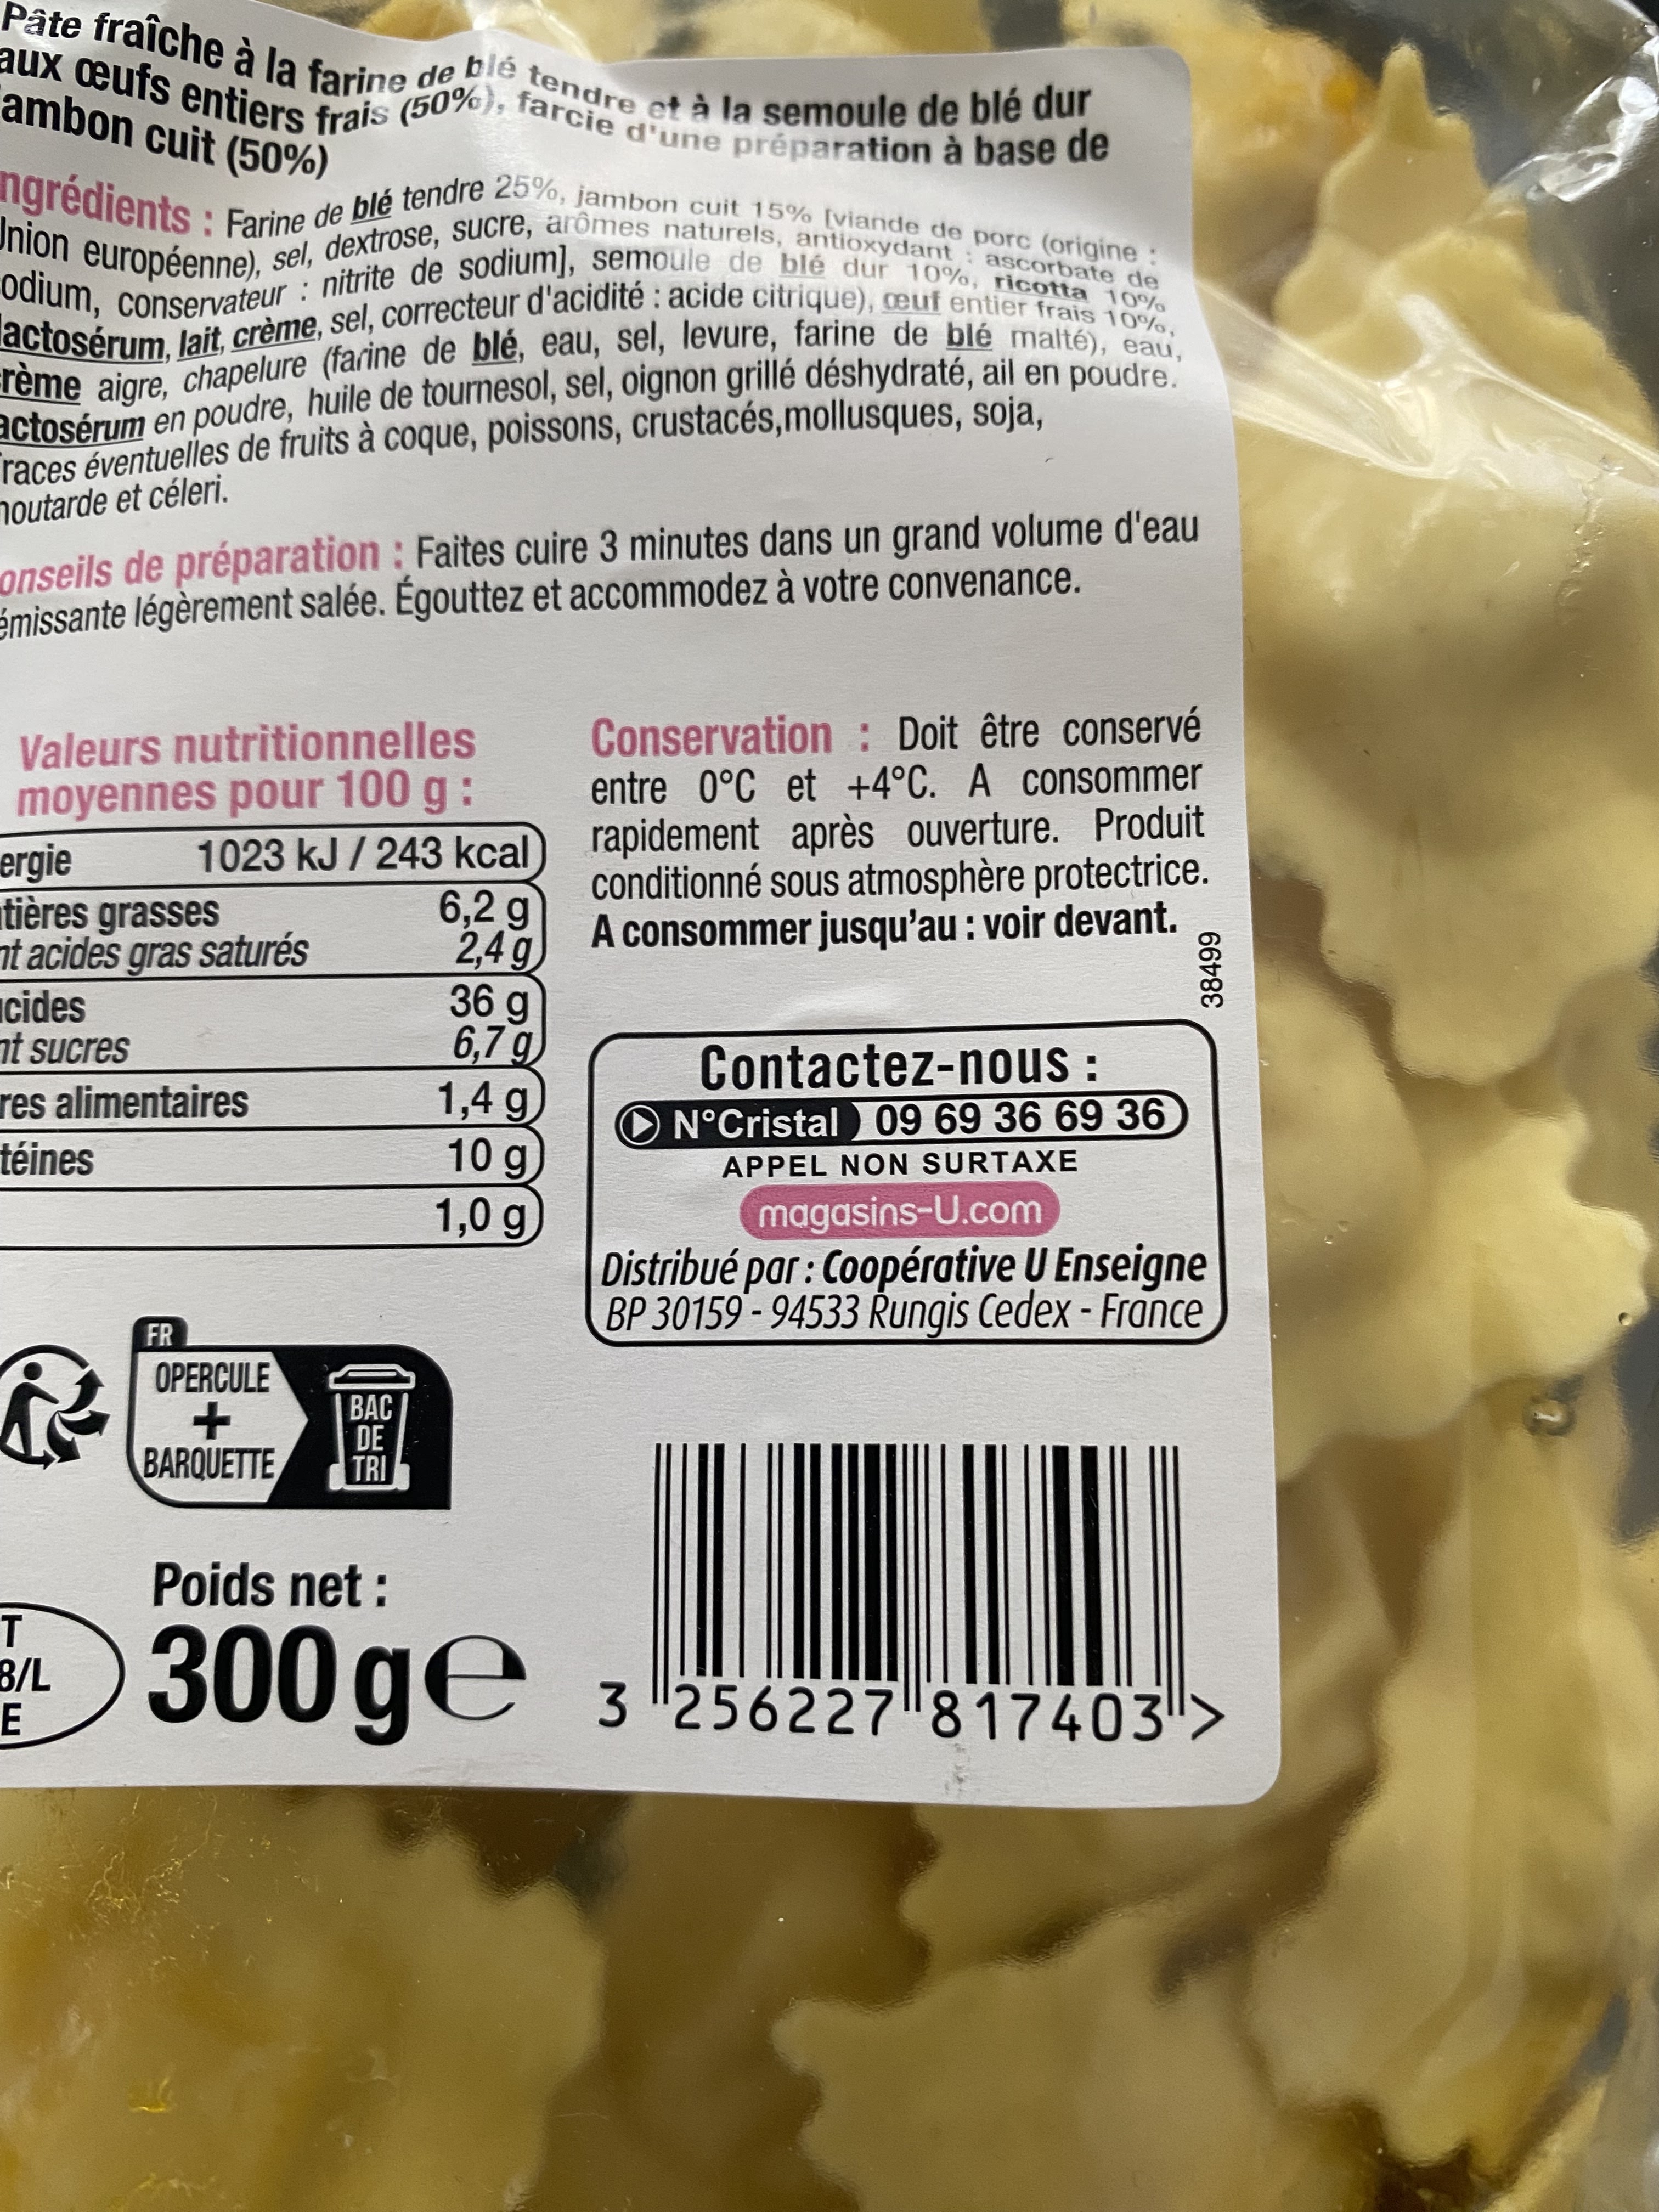 Pâte fraîche à la farine de blé tendre et à la semoule de blé dur
aux œufs entiers frais (50%), farcie d'une préparation à base de
ambon cuit (50%)
ngrédients : Farine de blé tendre 25%, jambon cuit 15% [viande de porc (origine :
Union européenne), sel, dextrose, sucre, arômes naturels, antioxydant : ascorbate de
odium, conservateur : nitrite de sodium], semoule de blé dur 10%, ricotta 10%
lactosérum, lait, crème, sel, correcteur d'acidité : acide citrique), œuf entier frais 10%,
rème aigre, chapelure (farine de blé, eau, sel, levure, farine de blé malté), eau,
actosérum en poudre, huile de tournesol, sel, oignon grillé déshydraté, ail en poudre.
races éventuelles de fruits à coque, poissons, crustacés,mollusques, soja,
moutarde et céleri.
onseils de préparation : Faites cuire 3 minutes dans un grand volume d'eau
émissante légèrement salée. Égouttez et accommodez à votre convenance.
Valeurs nutritionnelles
moyennes pour 100 g :
ergie 1023 kJ / 243 kcal
tières grasses 6,2 g
nt acides gras saturés 2,4 g
cides 36 g
nt sucres 6,7 g
res alimentaires 1,4 g
téines 10 g
1,0 g
Conservation : Doit être conservé
entre 0°C et +4°C. A consommer
rapidement après ouverture. Produit
conditionné sous atmosphère protectrice.
A consommer jusqu'au : voir devant.
38499
Contactez-nous :
N°Cristal 09 69 36 69 36
APPEL NON SURTAXE
magasins-U.com
Distribué par : Coopérative U Enseigne
BP 30159 - 94533 Rungis Cedex - France
FR
OPERCULE
+
BARQUETTE
BAC
DE
TRI
Poids net :
300 g e
T
8/L
E
3 256227 817403 >